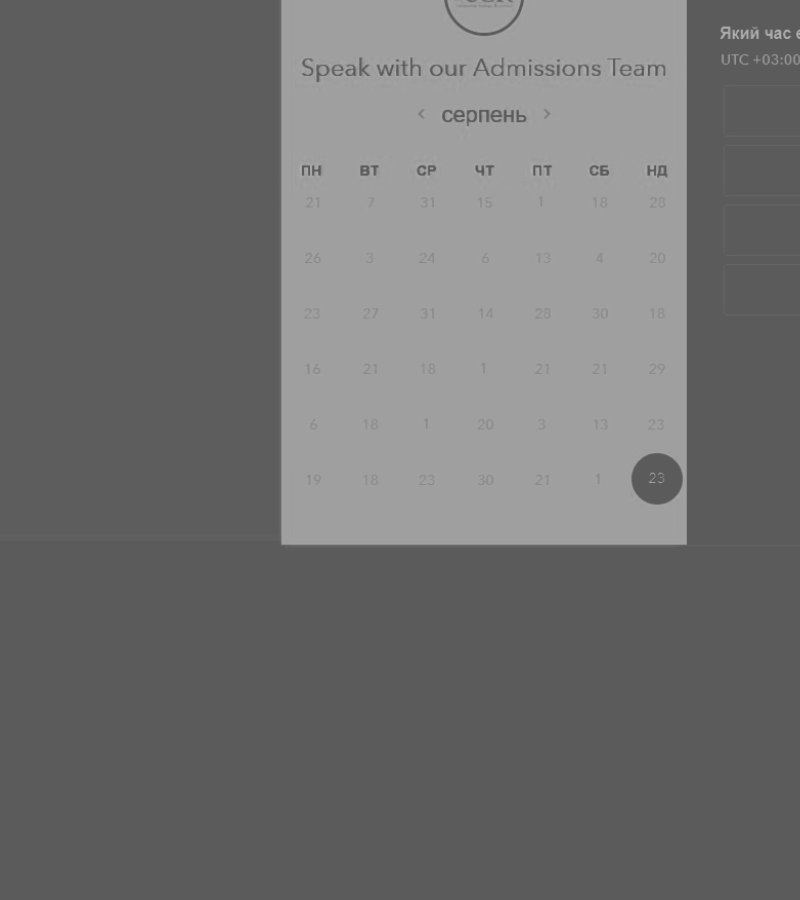 Speak with our Admissions Team
< серпень >
ПН ВТ СР ЧТ ПТ СБ НД
21 7 31 15 1 18 28
26 3 24 6 13 4 20
23 27 31 14 28 30 18
16 21 18 1 21 21 29
6 18 1 20 3 13 23
19 18 23 30 21 1 23
Який час
UTC +03:00